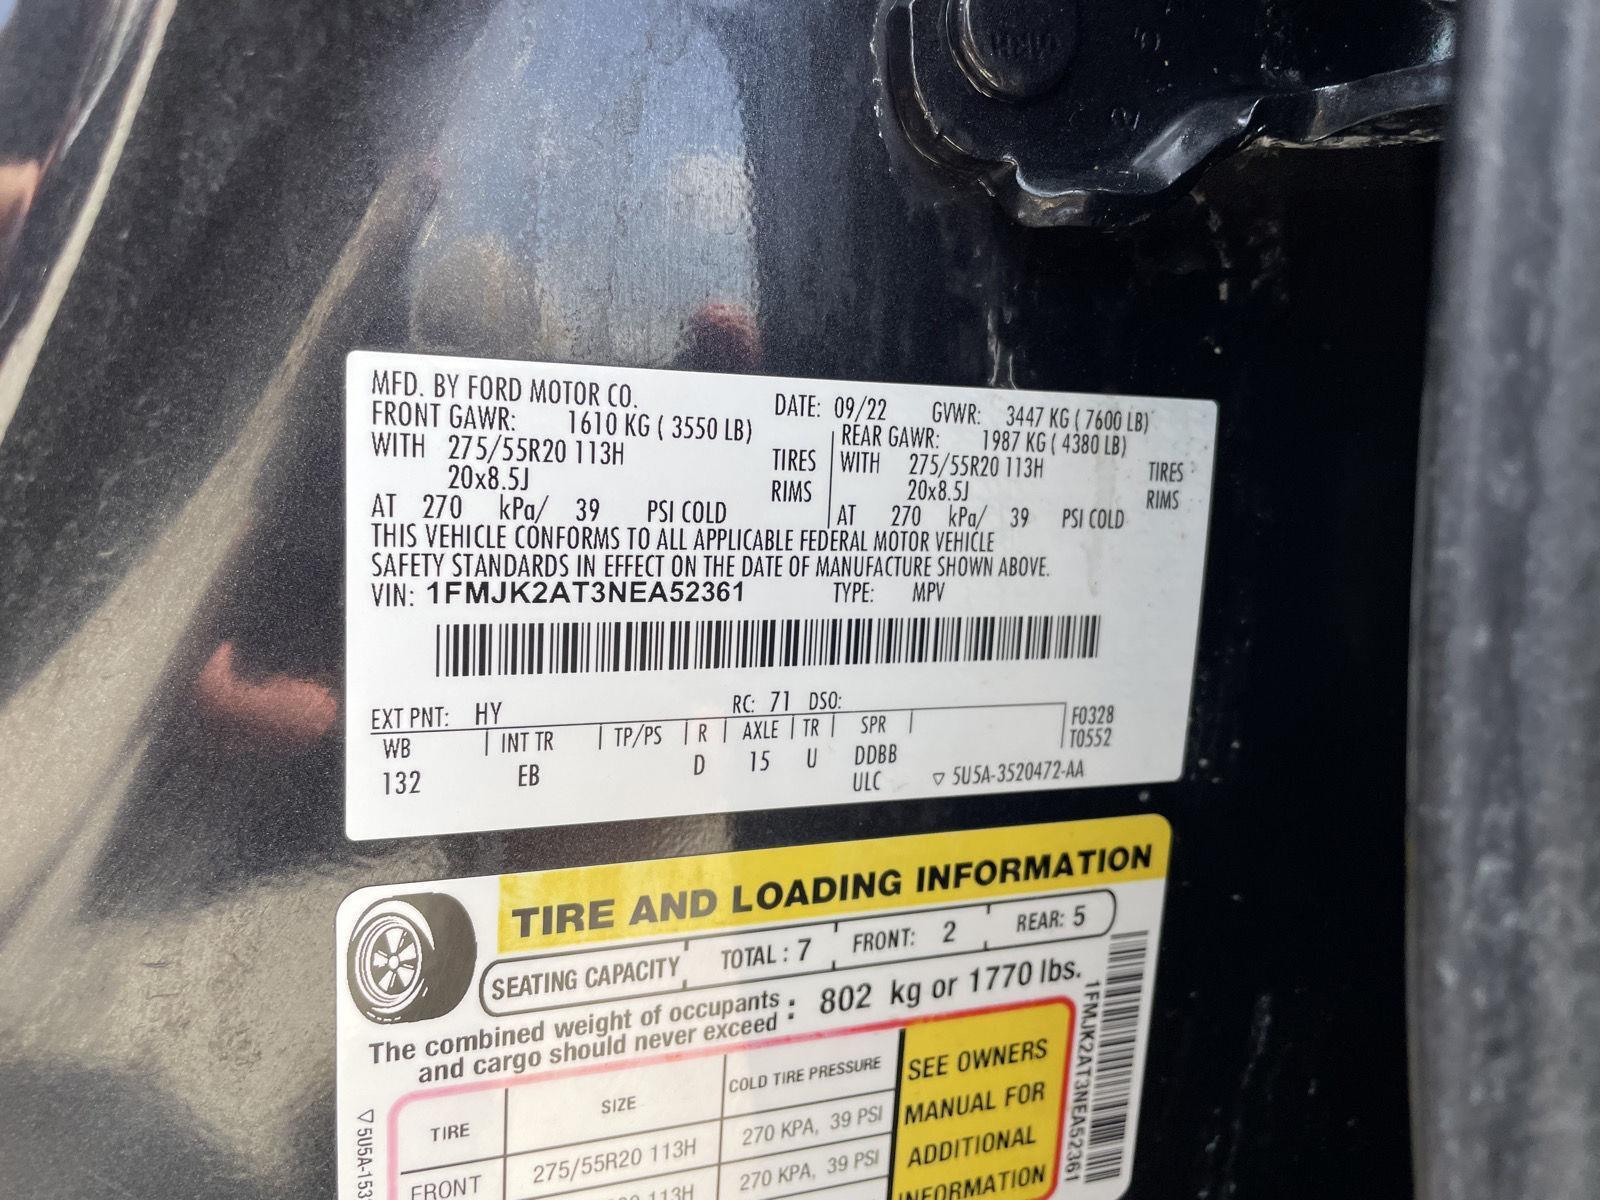 MFD. BY FORD MOTOR CO.
DATE: 09/22 GVWR: 3447 KG ( 7600 LB)
FRONT GAWR: 1610 KG ( 3550 LB)
REAR GAWR: 1987 KG ( 4380 LB)
WITH 275/55R20 113H TIRES
WITH 275/55R20 113H TIRES
20x8.5J RIMS
20x8.5J RIMS
AT 270 kPa/ 39 PSI COLD
AT 270 kPa/ 39 PSI COLD
THIS VEHICLE CONFORMS TO ALL APPLICABLE FEDERAL MOTOR VEHICLE
SAFETY STANDARDS IN EFFECT ON THE DATE OF MANUFACTURE SHOWN ABOVE.
VIN: 1FMJK2AT3NEA52361 TYPE: MPV
EXT PNT: HY RC: 71 DSO:
WB INT TR TP/PS R AXLE TR SPR F0328
T0552
132 EB D 15 U DDBB
ULC ▽ 5U5A-3520472-AA
TIRE AND LOADING INFORMATION
SEATING CAPACITY TOTAL : 7 FRONT: 2 REAR: 5
The combined weight of occupants
and cargo should never exceed : 802 kg or 1770 lbs.
TIRE SIZE COLD TIRE PRESSURE
FRONT 275/55R20 113H 270 KPA, 39 PSI
113H 270 KPA, 39 PSI
SEE OWNERS
MANUAL FOR
ADDITIONAL
INFORMATION
1FMJK2AT3NEA52361
▽ 5U5A-153